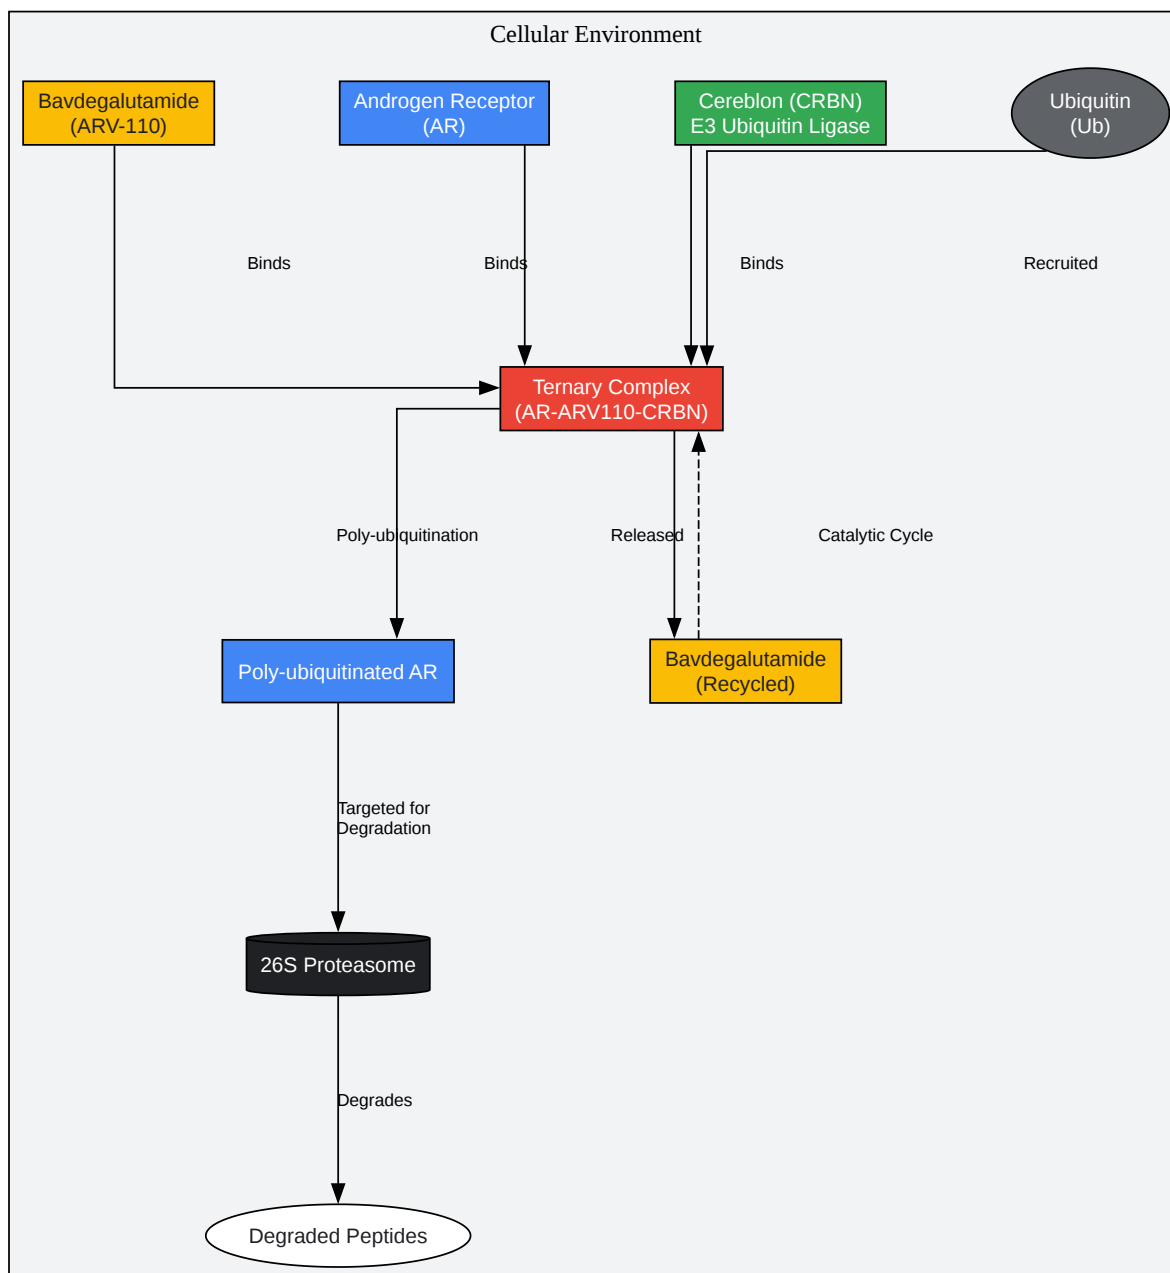 Cellular Environment
Bavdegalutamide
(ARV-110)
Androgen Receptor
(AR)
Cereblon (CRBN)
E3 Ubiquitin Ligase
Ubiquitin
(Ub)
Binds
Binds
Binds
Recruited
Ternary Complex
(AR-ARV110-CRBN)
Poly-ubiquitination
Released
Catalytic Cycle
Poly-ubiquitinated AR
Bavdegalutamide
(Recycled)
Targeted for
Degradation
26S Proteasome
Degrades
Degraded Peptides